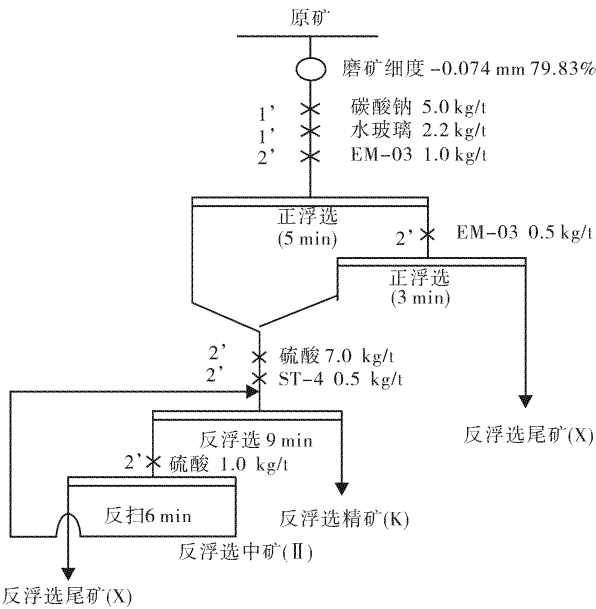 原矿
磨矿细度 -0.074 mm 79.83%
1’ 碳酸钠 5.0 kg/t
1’ 水玻璃 2.2 kg/t
2’ EM-03 1.0 kg/t
正浮选
(5 min)
2’ EM-03 0.5 kg/t
正浮选
(3 min)
2’ 硫酸 7.0 kg/t
2’ ST-4 0.5 kg/t
反浮选尾矿(X)
反浮选 9 min
2’ 硫酸 1.0 kg/t
反浮选精矿(K)
反扫6 min
反浮选中矿(Ⅱ)
反浮选尾矿(X)